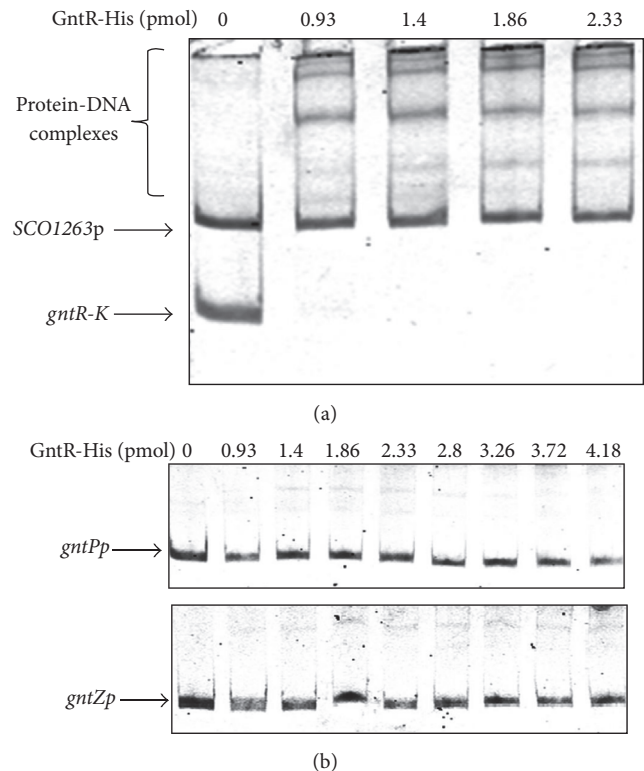 GntR-His (pmol) 0 0.93 1.4 1.86 2.33
Protein-DNA
complexes
SCO1263p
gntR-K
(a)
GntR-His (pmol) 0 0.93 1.4 1.86 2.33 2.8 3.26 3.72 4.18
gntPp
gntZp
(b)